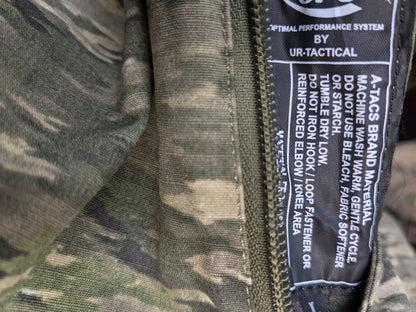 OPTIMAL PERFORMANCE SYSTEM
BY
UR-TACTICAL
A-TACS BRAND MATERIAL
MACHINE WASH WARM, GENTLE CYCLE.
DO NOT USE BLEACH, FABRIC SOFTENER
OR STARCH.
TUMBLE DRY LOW.
DO NOT IRON HOOK / LOOP FASTENER OR
REINFORCED ELBOW / KNEE AREA